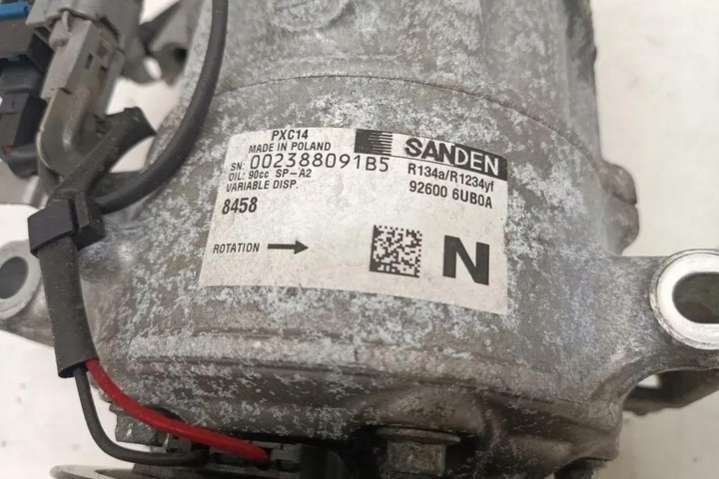 PXC14
MADE IN POLAND
SN: 002388091B5
OIL: 90cc SP-A2
VARIABLE DISP.
8458
SANDEN
R134a/R1234yf
92600 6UB0A
ROTATION
N